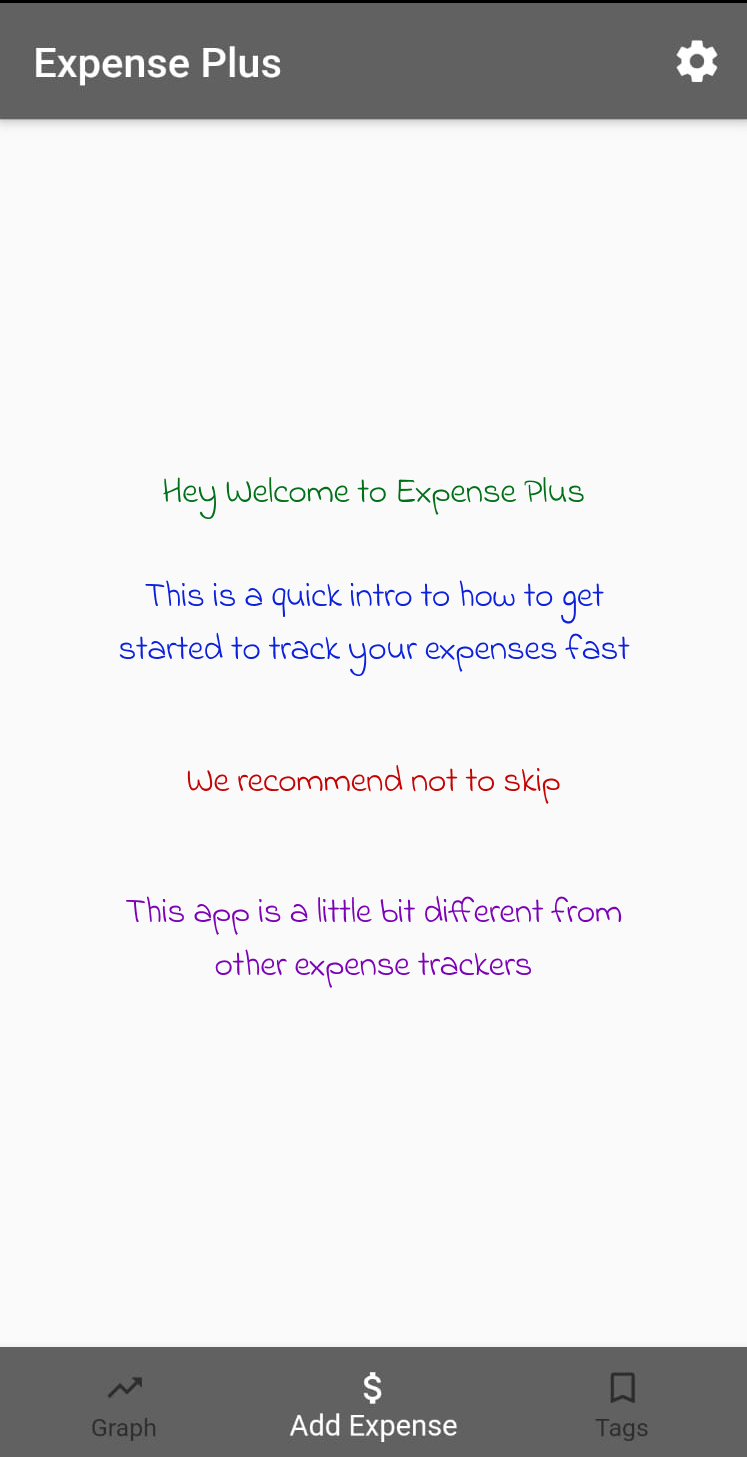 Expense Plus
Hey Welcome to Expense Plus
This is a quick intro to how to get
started to track your expenses fast
We recommend not to skip
This app is a little bit different from
other expense trackers
$
Graph
Add Expense
Tags